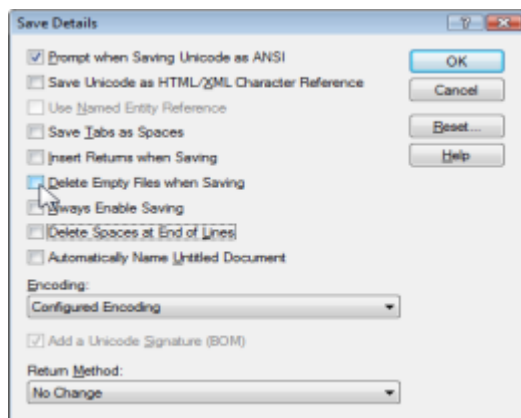 Save Details
Prompt when Saving Unicode as ANSI
OK
Save Unicode as HTML/XML Character Reference
Cancel
Use Named Entity Reference
Save Tabs as Spaces
Reset...
Insert Returns when Saving
Help
Delete Empty Files when Saving
Always Enable Saving
Delete Spaces at End of Lines
Automatically Name Untitled Document
Encoding:
Configured Encoding
Add a Unicode Signature (BOM)
Return Method:
No Change